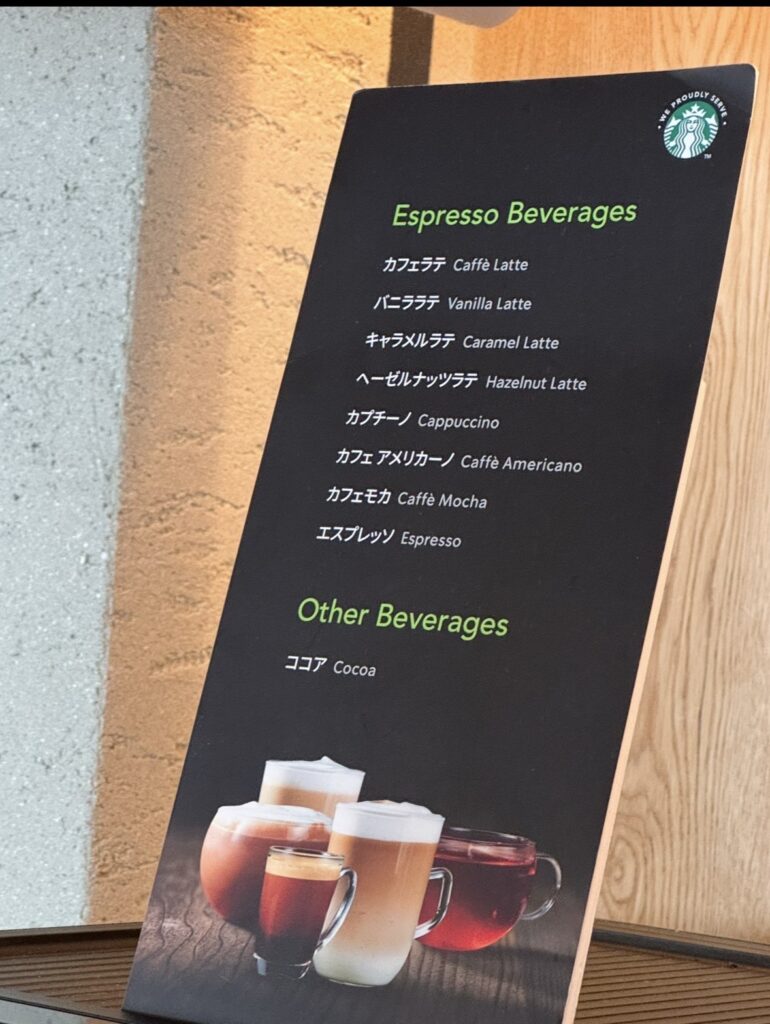 WE PROUDLY SERVE
TM
Espresso Beverages
カフェラテ Caffè Latte
バニララテ Vanilla Latte
キャラメルラテ Caramel Latte
ヘーゼルナッツラテ Hazelnut Latte
カプチーノ Cappuccino
カフェ アメリカーノ Caffè Americano
カフェモカ Caffè Mocha
エスプレッソ Espresso
Other Beverages
ココア Cocoa